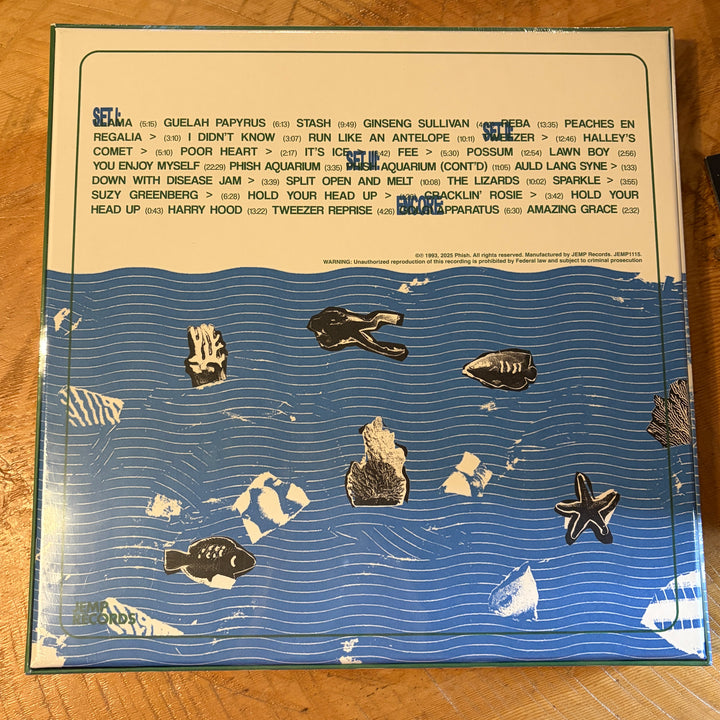 SET I:
LLAMA (5:15) GUELAH PAPYRUS (6:13) STASH (9:49) GINSENG SULLIVAN REBA (13:35) PEACHES EN
REGALIA > (3:10) I DIDN'T KNOW (3:07) RUN LIKE AN ANTELOPE (10:11) SET II: TWEEZER > (12:46) HALLEY'S
COMET > (5:10) POOR HEART > (2:17) IT'S ICE FEE > (5:30) POSSUM (12:54) LAWN BOY (2:56)
YOU ENJOY MYSELF (22:29) PHISH AQUARIUM (3:35) SET III: PHISH AQUARIUM (CONT'D) (11:05) AULD LANG SYNE > (1:33)
DOWN WITH DISEASE JAM > (3:39) SPLIT OPEN AND MELT (10:08) THE LIZARDS (10:02) SPARKLE > (3:55)
SUZY GREENBERG > (6:28) HOLD YOUR HEAD UP > CRACKLIN' ROSIE > (3:42) HOLD YOUR
HEAD UP (0:43) HARRY HOOD (13:22) TWEEZER REPRISE (4:26) ENCORE: APPARATUS (6:30) AMAZING GRACE (2:32)
©℗ 1993, 2025 Phish. All rights reserved. Manufactured by JEMP Records. JEMP1115.
WARNING: Unauthorized reproduction of this recording is prohibited by Federal law and subject to criminal prosecution
JEMP
RECORDS